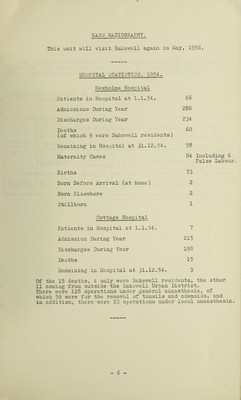 MASS RADIOGRAPHY.
This unit will visit Bakewell again in May, 1956.
HOSPITAL STATISTICS, 1954.
Newholme Hospital
Patients in Hospital at 1.1.54. 66
Admissions During Year 286
Discharges During Year 234
Deaths 60
(of which 9 were Bakewell residents)
Remaining in Hospital at 31.12.54. 58
Maternity Cases 84 Including 6
False Labour.
Births 73
Born Before Arrival (at home) 2
Born Elsewhere 2
Stillborn 1
Cottage Hospital
Patients in Hospital at 1.1.54. 7
Admission During Year 215
Discharges During Year 198
Deaths 15
Remaining in Hospital at 31.12.54. 9
Of the 15 deaths, 4 only were Bakewell residents, the other
11 coming from outside the Bakewell Urban District.
There were 128 operations under general anaesthesia, of
which 59 were for the removal of tonsils and adenoids, and
in addition, there were 22 operations under local anaesthesia.
- 6 -